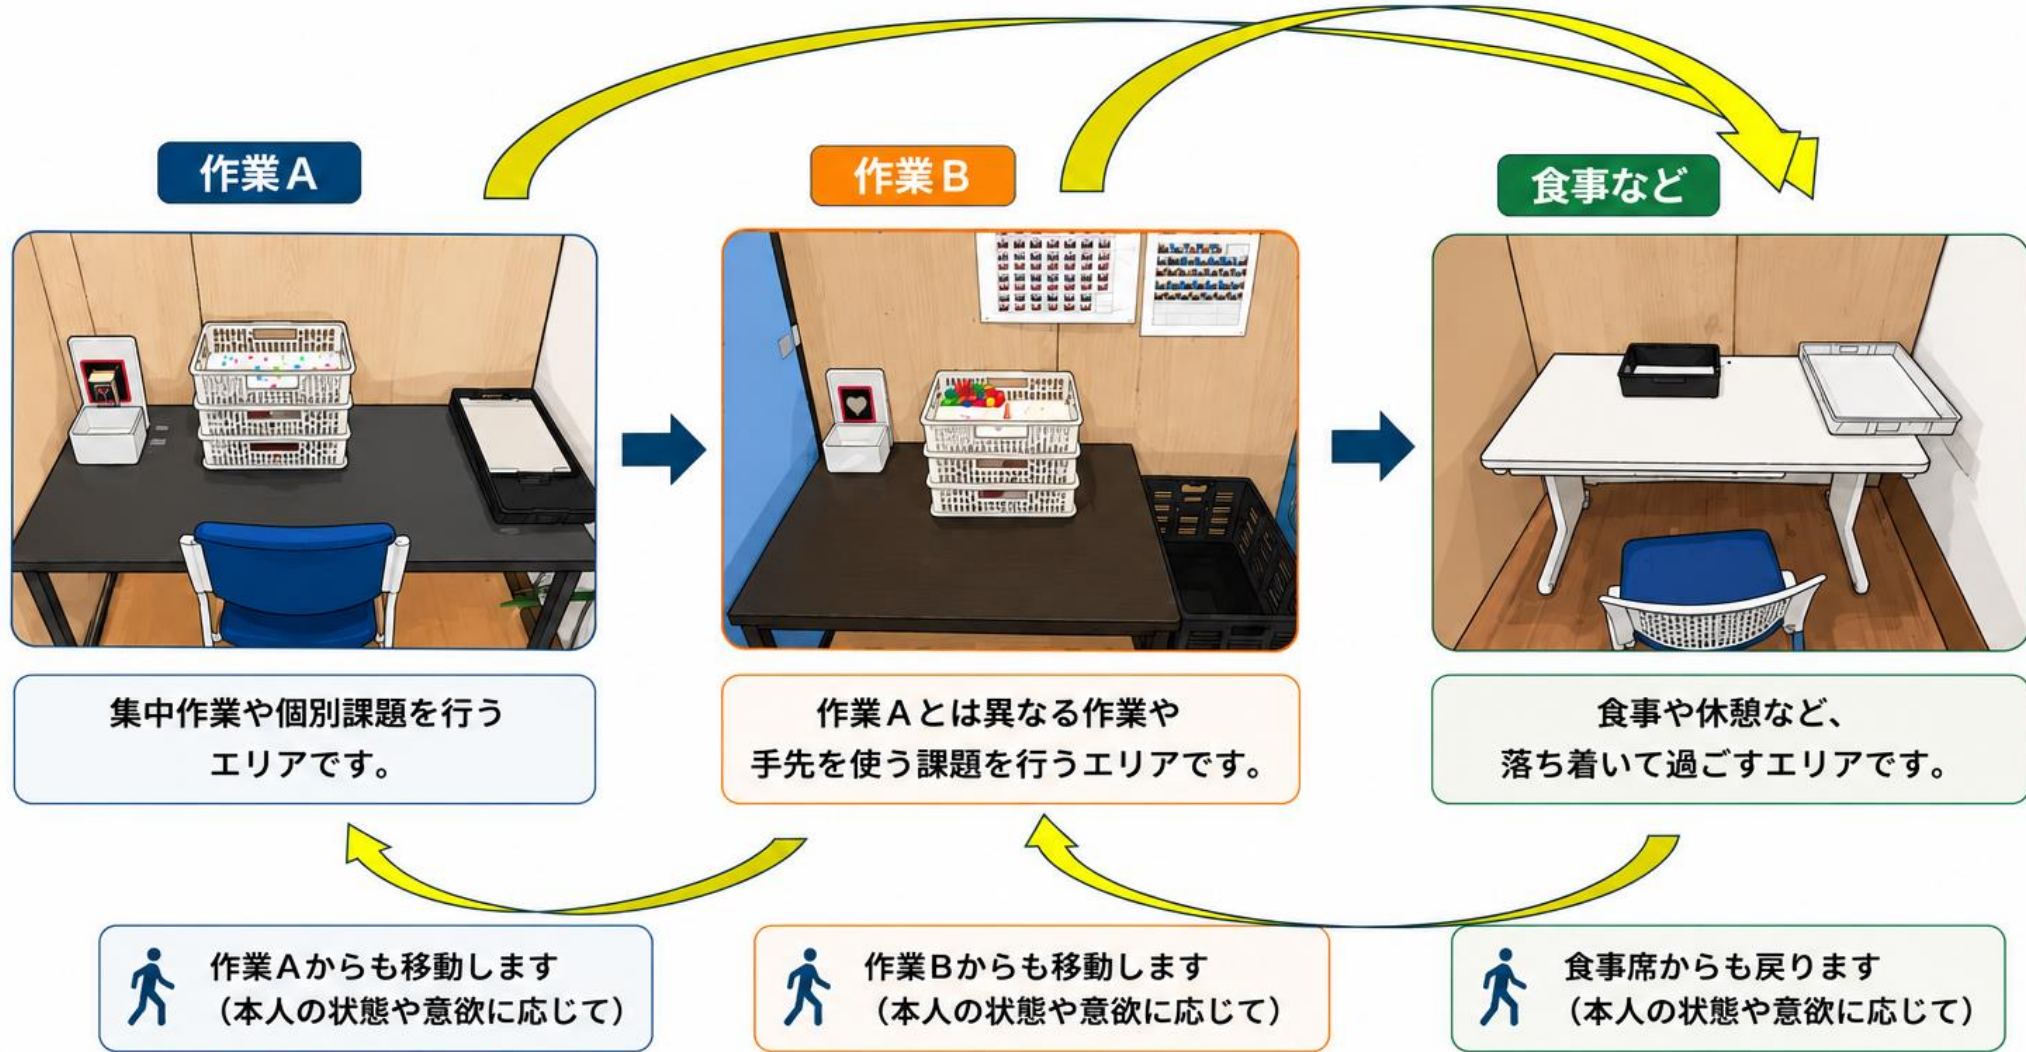 作業A
作業B
食事など
集中作業や個別課題を行う
エリアです。
作業Aとは異なる作業や
手先を使う課題を行うエリアです。
食事や休憩など、
落ち着いて過ごすエリアです。
作業Aからも移動します
（本人の状態や意欲に応じて）
作業Bからも移動します
（本人の状態や意欲に応じて）
食事席からも戻ります
（本人の状態や意欲に応じて）